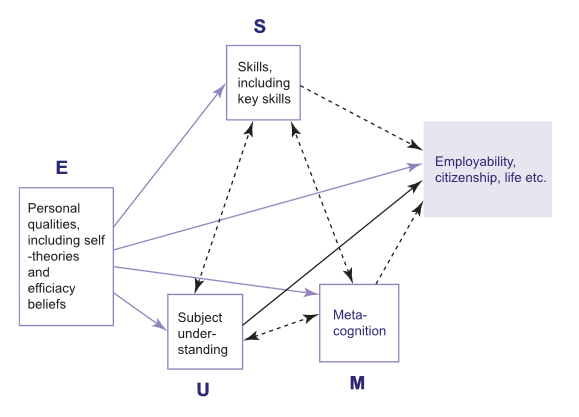 S
Skills,
including
key skills
Employability,
citizenship, life etc.
E
Personal
qualities,
including self
-theories
and
efficiacy
beliefs
Subject
under-
standing
U
Meta-
cognition
M